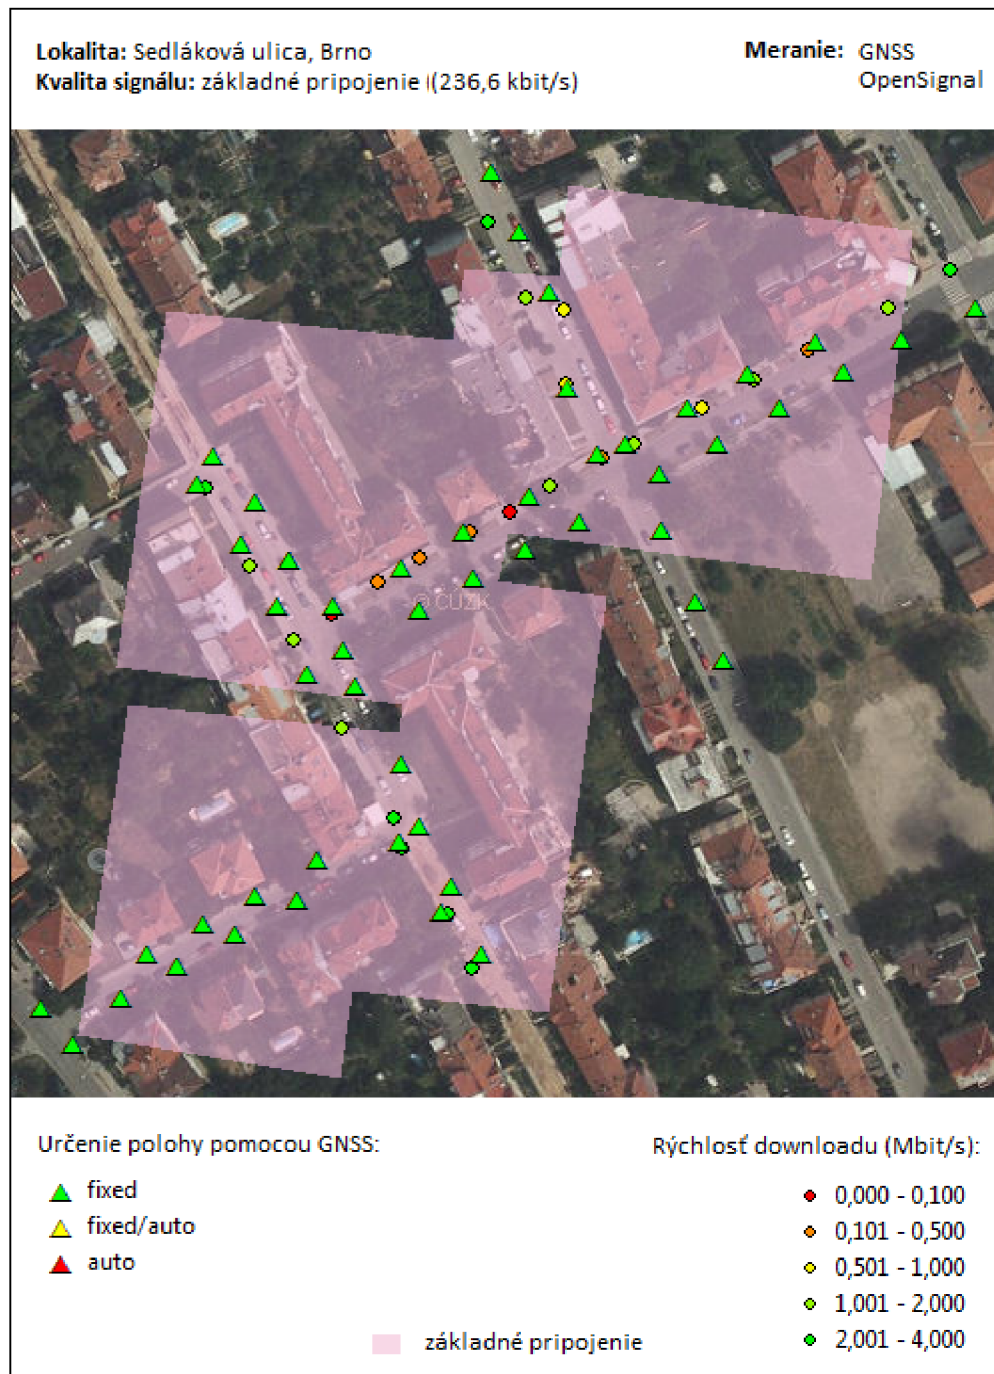 Lokalita: Sedláková ulica, Brno
Kvalita signálu: základné pripojenie ((236,6 kbit/s)
Meranie: GNSS
OpenSignal
© ČÚZK
Určenie polohy pomocou GNSS:
fixed
fixed/auto
auto
Rýchlosť downloadu (Mbit/s):
0,000 - 0,100
0,101 - 0,500
0,501 - 1,000
1,001 - 2,000
2,001 - 4,000
základné pripojenie